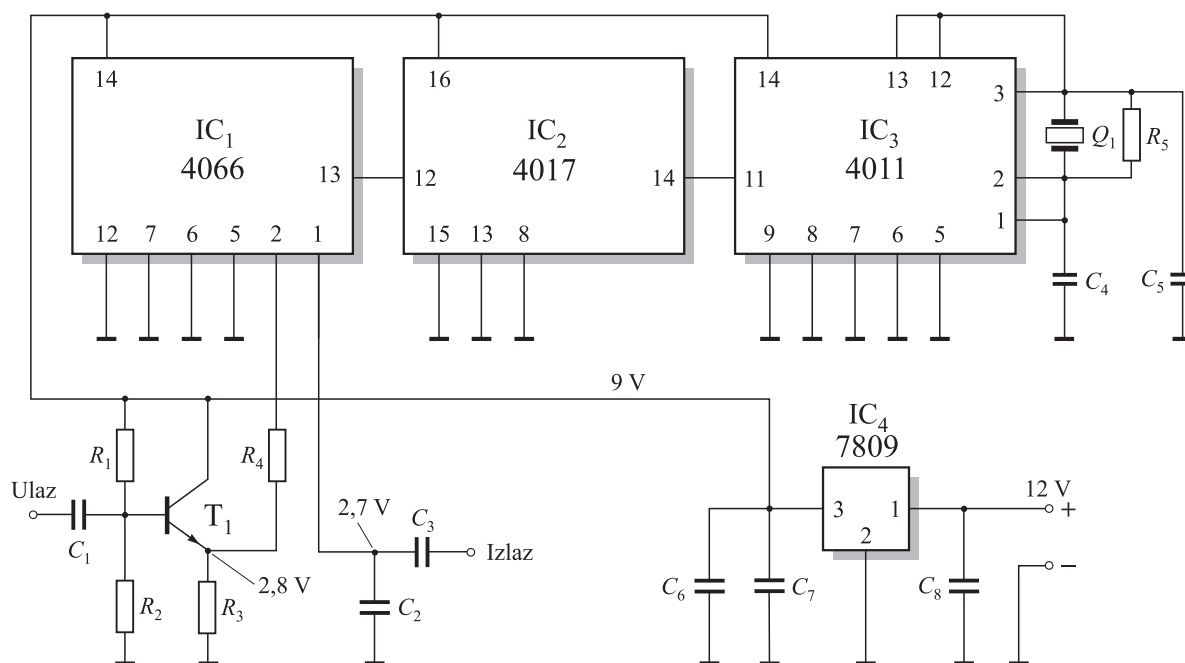 14
16
14
13
12
3
IC1
4066
IC2
4017
IC3
4011
Q1
R5
13
12
14
11
2
1
12
7
6
5
2
1
15
13
8
9
8
7
6
5
C4
C5
9 V
IC4
7809
R1
R4
Ulaz
C1
T1
2,7 V
C3
Izlaz
3
1
2
12 V
+
–
2,8 V
R2
R3
C2
C6
C7
C8